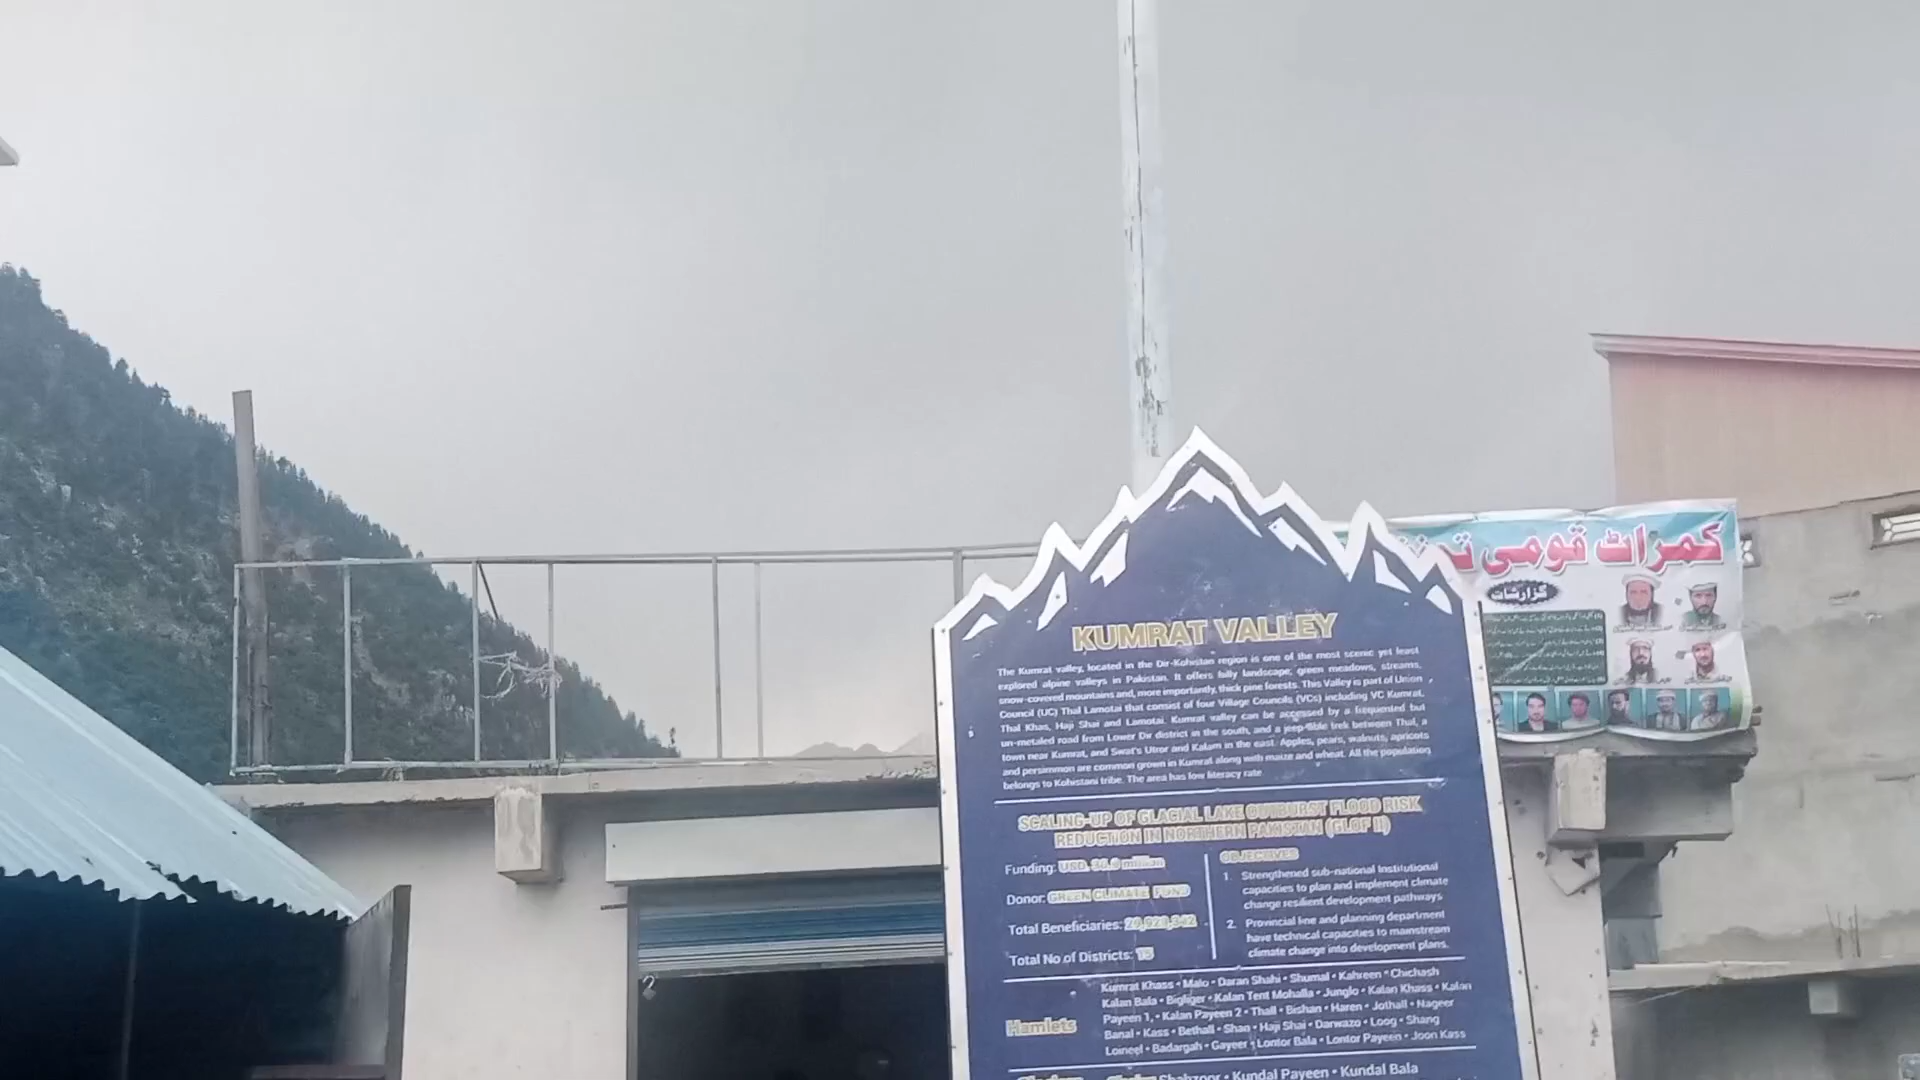 KUMRAT VALLEY
The Kumrat valley, located in the Dir-Kohistan region is one of the most scenic yet least
explored alpine valleys in Pakistan. It offers hilly landscape, green meadows, streams,
snow-covered mountains and, more importantly, thick pine forests. This Valley is part of Union
Council (UC) Thal Lamotai that consist of four Village Councils (VCs) including VC Kumrat,
Thal Khas, Haji Shai and Lamotai. Kumrat valley can be accessed by a frequented but
un-metaled road from Lower Dir district in the south, and a jeep-able trek between Thal, a
town near Kumrat, and Swat's Utror and Kalam in the east. Apples, pears, walnuts, apricots
and persimmon are common grown in Kumrat along with maize and wheat. All the population
belongs to Kohistani tribe. The area has low literacy rate
SCALING-UP OF GLACIAL LAKE OUTBURST FLOOD RISK
REDUCTION IN NORTHERN PAKISTAN (GLOF II)
Funding: USD. million
Donor: GREEN CLIMATE FUND
Total Beneficiaries:
Total No of Districts: 15
OBJECTIVES
1. Strengthened sub-national Institutional
capacities to plan and implement climate
change resilient development pathways
2. Provincial line and planning department
have technical capacities to mainstream
climate change into development plans.
Hamlets
Kumrat Khass • Malo • Daran Shahi • Shumal • Kahreen • Chichash
Kalan Bala • Bigliger • Kalan Tent Mohalla • Junglo • Kalan Khass • Kalan
Payeen 1, • Kalan Payeen 2 • Thall • Bishan • Haren • Jothall • Nageer
Banal • Kass • Bethall • Shan • Haji Shai • Darwazo • Loog • Shang
Loineel • Badargah • Gayeer • Lontor Bala • Lontor Payeen • Joon Kass
Shahzoor • Kundal Payeen • Kundal Bala
کمراٹ قومی
گزارشات